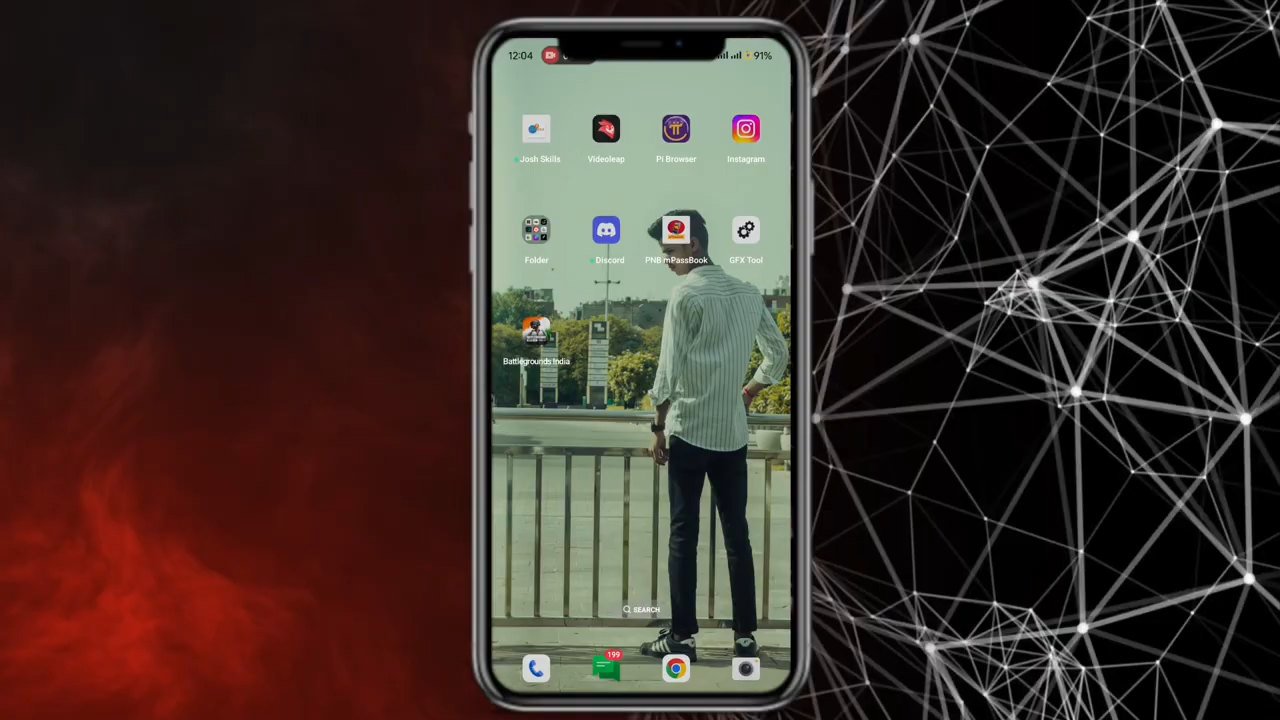 12:04 91%
Josh Skills Videoleap Pi Browser Instagram
Folder Discord PNB mPassBook GFX Tool
Battlegrounds India
SEARCH
199